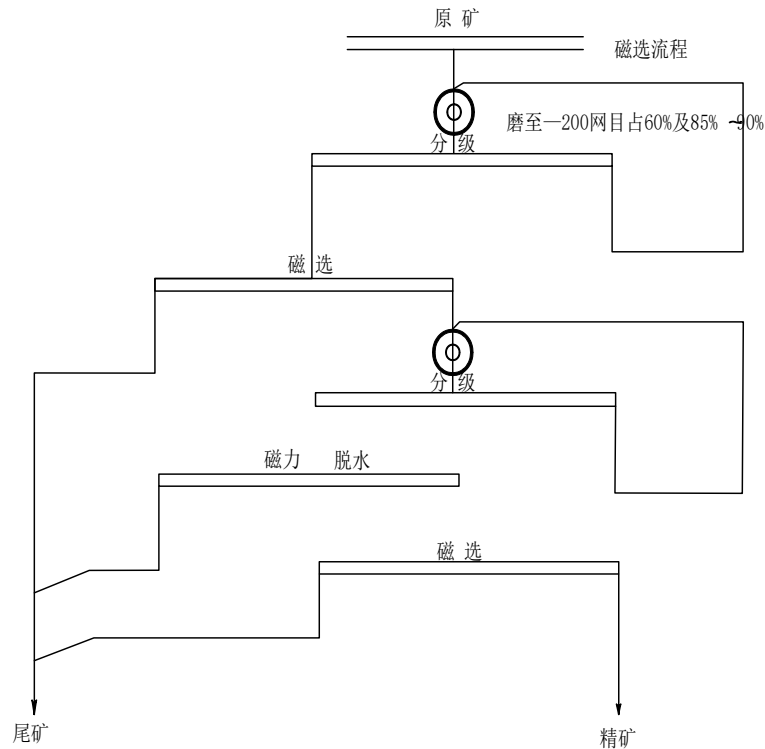 原 矿
磁选流程
磨至—200网目占60%及85% ~90%
分 级
磁 选
分 级
磁力 脱水
磁 选
尾矿
精矿